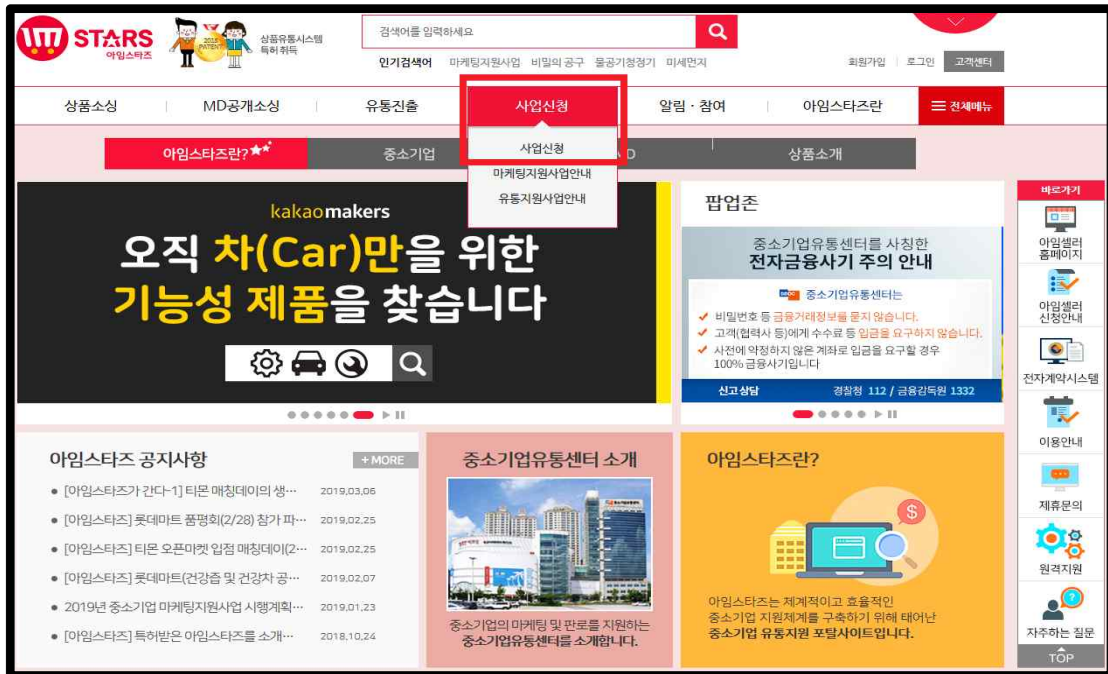 STARS
아임스타즈
2015
PATENT
상품유통시스템
특허 취득
검색어를 입력하세요
인기검색어 마케팅지원사업 비밀의 공구 물공기청정기 미세먼지
회원가입 로그인 고객센터
상품소싱 MD공개소싱 유통진출 사업신청 알림 · 참여 아임스타즈란 전체메뉴
사업신청
마케팅지원사업안내
유통지원사업안내
아임스타즈란? 중소기업 D 상품소개
kakaomakers
오직 차(Car)만을 위한
기능성 제품을 찾습니다
팝업존
중소기업유통센터를 사칭한
전자금융사기 주의 안내
중소기업유통센터는
비밀번호 등 금융거래정보를 묻지 않습니다.
고객(협력사 등)에게 수수료 등 입금을 요구하지 않습니다.
사전에 약정하지 않은 계좌로 입금을 요구할 경우
100% 금융사기입니다
신고상담 경찰청 112 / 금융감독원 1332
바로가기
아임셀러
홈페이지
아임셀러
신청안내
전자계약시스템
이용안내
제휴문의
원격지원
자주하는 질문
TOP
아임스타즈 공지사항 + MORE
[아임스타즈가 간다-1] 티몬 매칭데이의 생… 2019.03.06
[아임스타즈] 롯데마트 품평회(2/28) 참가 파… 2019.02.25
[아임스타즈] 티몬 오픈마켓 입점 매칭데이(2… 2019.02.25
[아임스타즈] 롯데마트(건강즙 및 건강차 공… 2019.02.07
2019년 중소기업 마케팅지원사업 시행계획… 2019.01.23
[아임스타즈] 특허받은 아임스타즈를 소개… 2018.10.24
중소기업유통센터 소개
중소기업의 마케팅 및 판로를 지원하는
중소기업유통센터를 소개합니다.
아임스타즈란?
아임스타즈는 체계적이고 효율적인
중소기업 지원체계를 구축하기 위해 태어난
중소기업 유통지원 포탈사이트입니다.